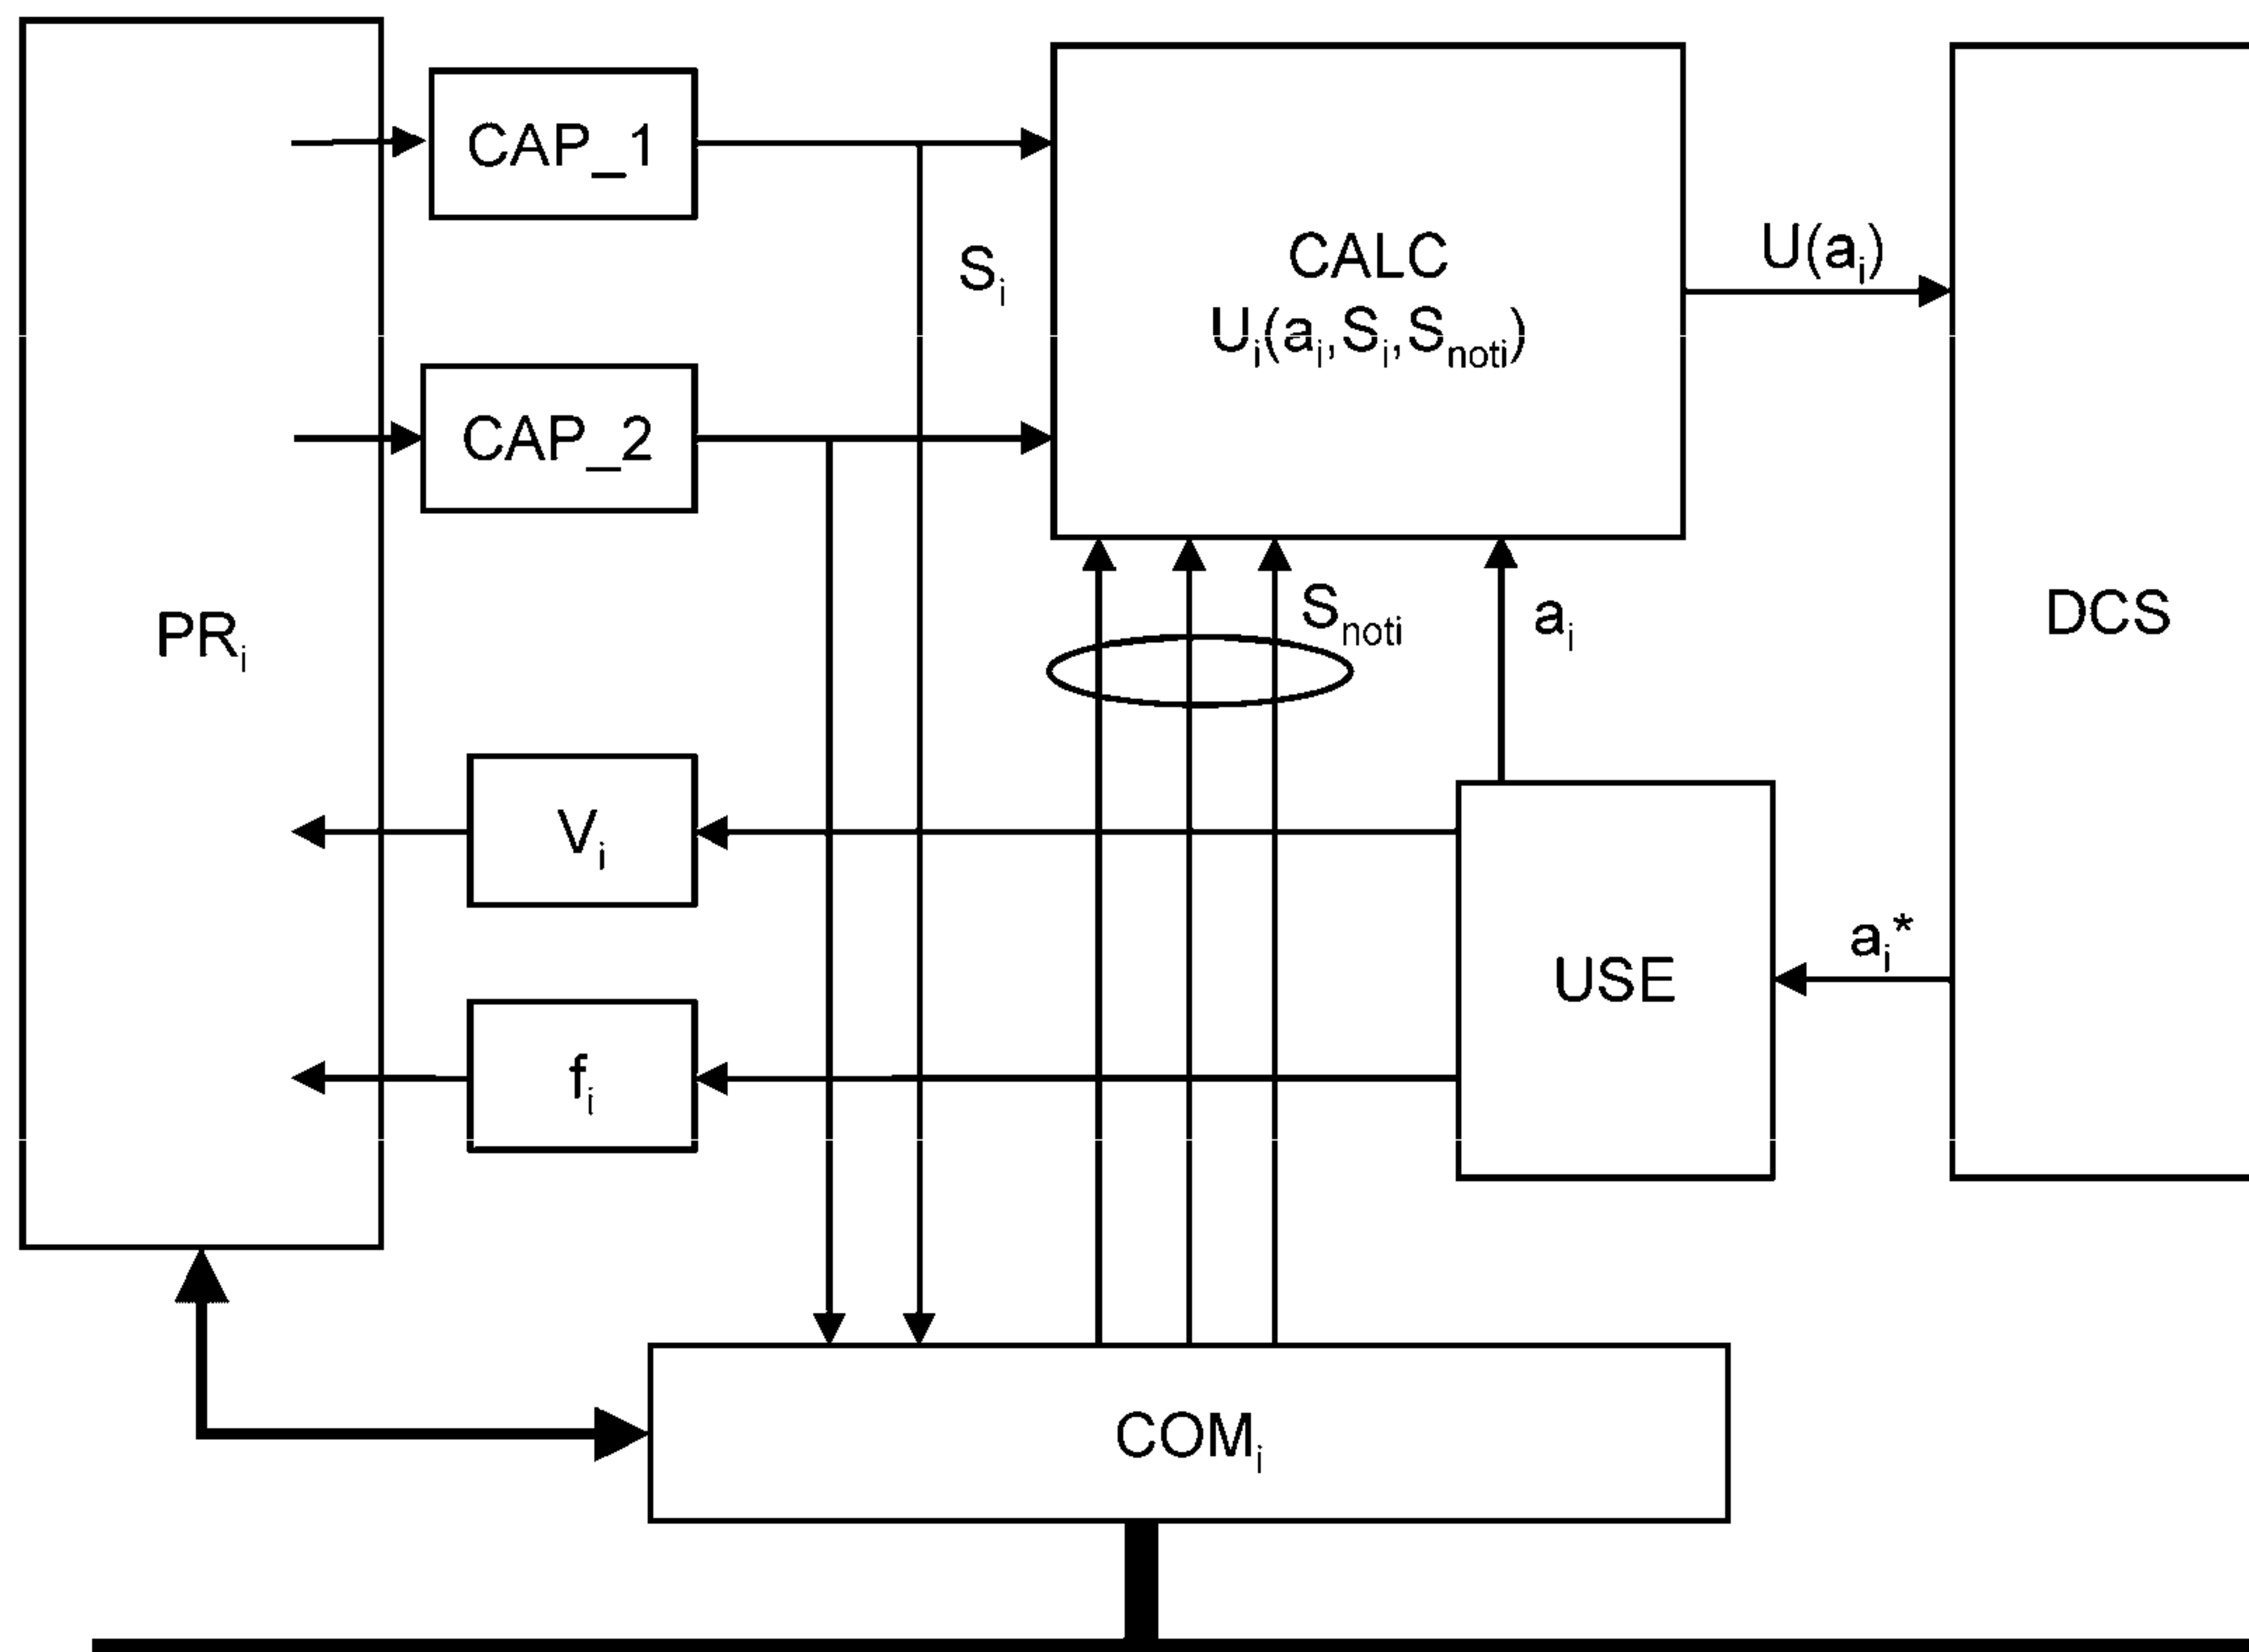 CAP_1
S_i
CALC
U_i(a_i,S_i,S_noti)
U(a_i)
CAP_2
PR_i
S_noti
a_i
DCS
V_i
a_i*
USE
f_i
COM_i